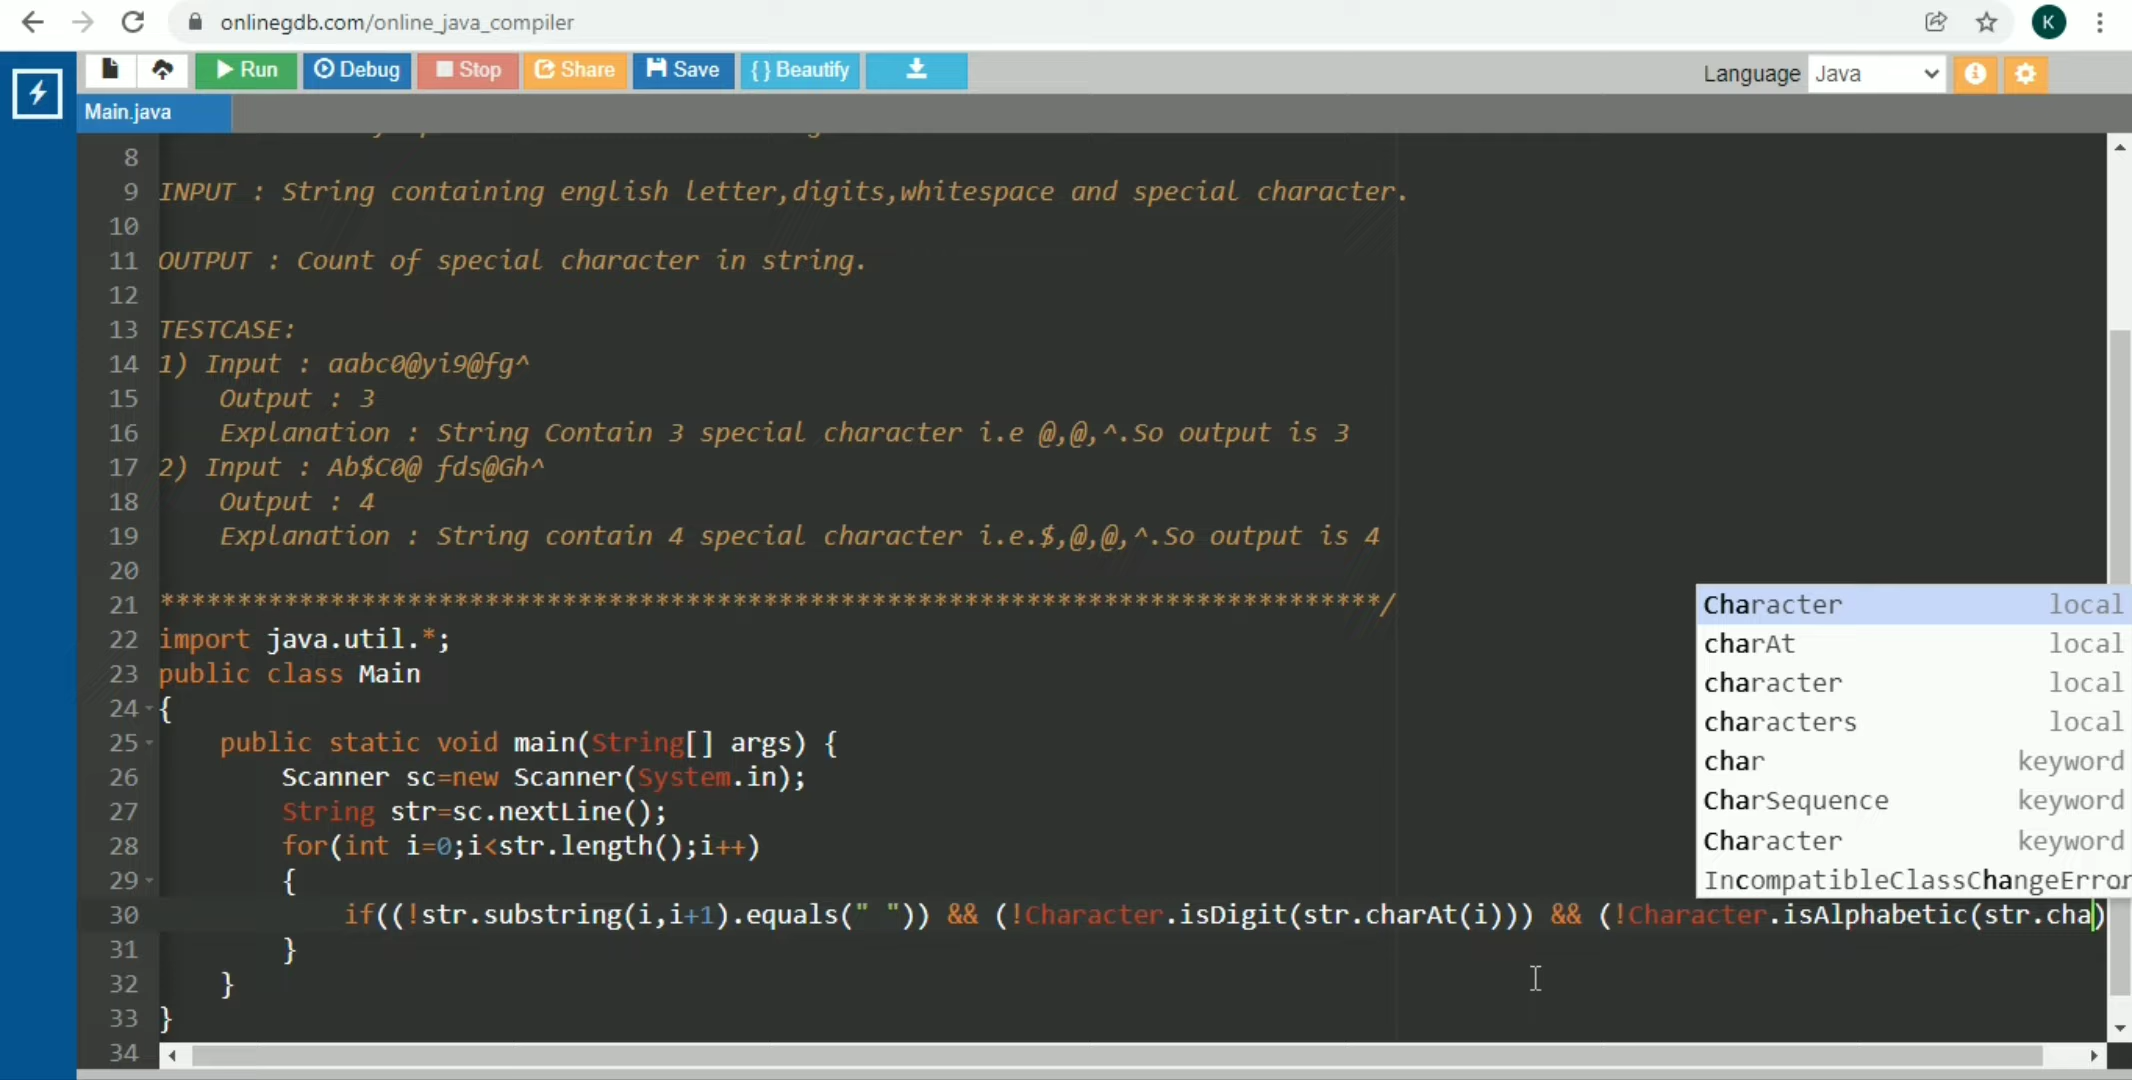 onlinegdb.com/online_java_compiler
K
Run Debug Stop Share Save { } Beautify
Language Java
Main.java
8
9 INPUT : String containing english letter,digits,whitespace and special character.
10
11 OUTPUT : Count of special character in string.
12
13 TESTCASE:
14 1) Input : aabc0@yi9@fg^
15 Output : 3
16 Explanation : String Contain 3 special character i.e @,@,^.So output is 3
17 2) Input : Ab$C0@ fds@Gh^
18 Output : 4
19 Explanation : String contain 4 special character i.e.$,@,@,^.So output is 4
20
21 *******************************************************************************/
22 import java.util.*;
23 public class Main
24 {
25 public static void main(String[] args) {
26 Scanner sc=new Scanner(System.in);
27 String str=sc.nextLine();
28 for(int i=0;i<str.length();i++)
29 {
30 if((!str.substring(i,i+1).equals(" ")) && (!Character.isDigit(str.charAt(i))) && (!Character.isAlphabetic(str.cha)
31 }
32 }
33 }
34
Character local
charAt local
character local
characters local
char keyword
CharSequence keyword
Character keyword
IncompatibleClassChangeError